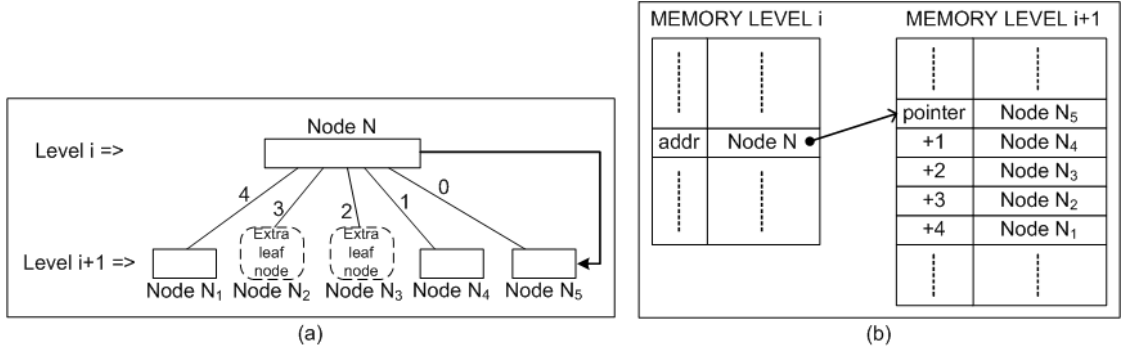 Node N
Level i =>
4
3
2
1
0
Extra leaf node
Extra leaf node
Level i+1 =>
Node N₁
Node N₂
Node N₃
Node N₄
Node N₅
(a)
MEMORY LEVEL i
MEMORY LEVEL i+1
addr
Node N
pointer
Node N₅
+1
Node N₄
+2
Node N₃
+3
Node N₂
+4
Node N₁
(b)